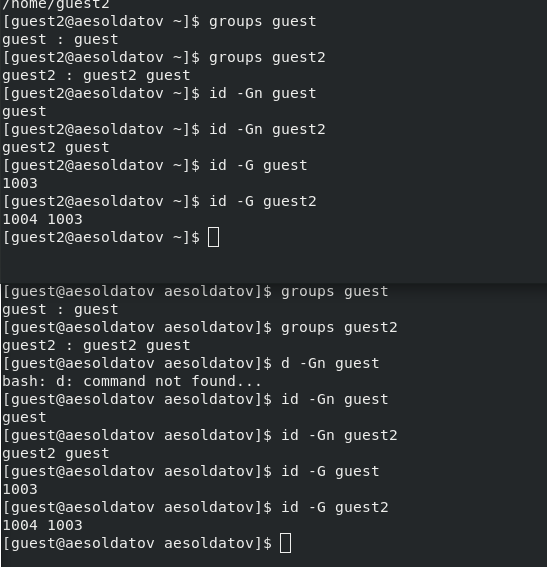 /home/guest2
[guest2@aesoldatov ~]$ groups guest
guest : guest
[guest2@aesoldatov ~]$ groups guest2
guest2 : guest2 guest
[guest2@aesoldatov ~]$ id -Gn guest
guest
[guest2@aesoldatov ~]$ id -Gn guest2
guest2 guest
[guest2@aesoldatov ~]$ id -G guest
1003
[guest2@aesoldatov ~]$ id -G guest2
1004 1003
[guest2@aesoldatov ~]$
[guest@aesoldatov aesoldatov]$ groups guest
guest : guest
[guest@aesoldatov aesoldatov]$ groups guest2
guest2 : guest2 guest
[guest@aesoldatov aesoldatov]$ d -Gn guest
bash: d: command not found...
[guest@aesoldatov aesoldatov]$ id -Gn guest
guest
[guest@aesoldatov aesoldatov]$ id -Gn guest2
guest2 guest
[guest@aesoldatov aesoldatov]$ id -G guest
1003
[guest@aesoldatov aesoldatov]$ id -G guest2
1004 1003
[guest@aesoldatov aesoldatov]$